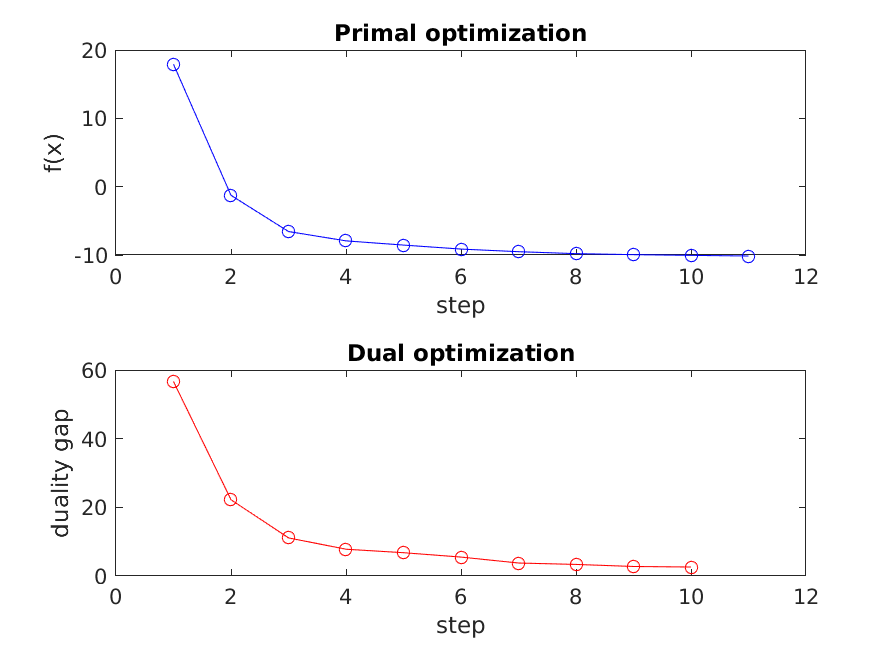 Primal optimization
20
10
0
-10
f(x)
0 2 4 6 8 10 12
step
Dual optimization
60
40
20
0
duality gap
0 2 4 6 8 10 12
step